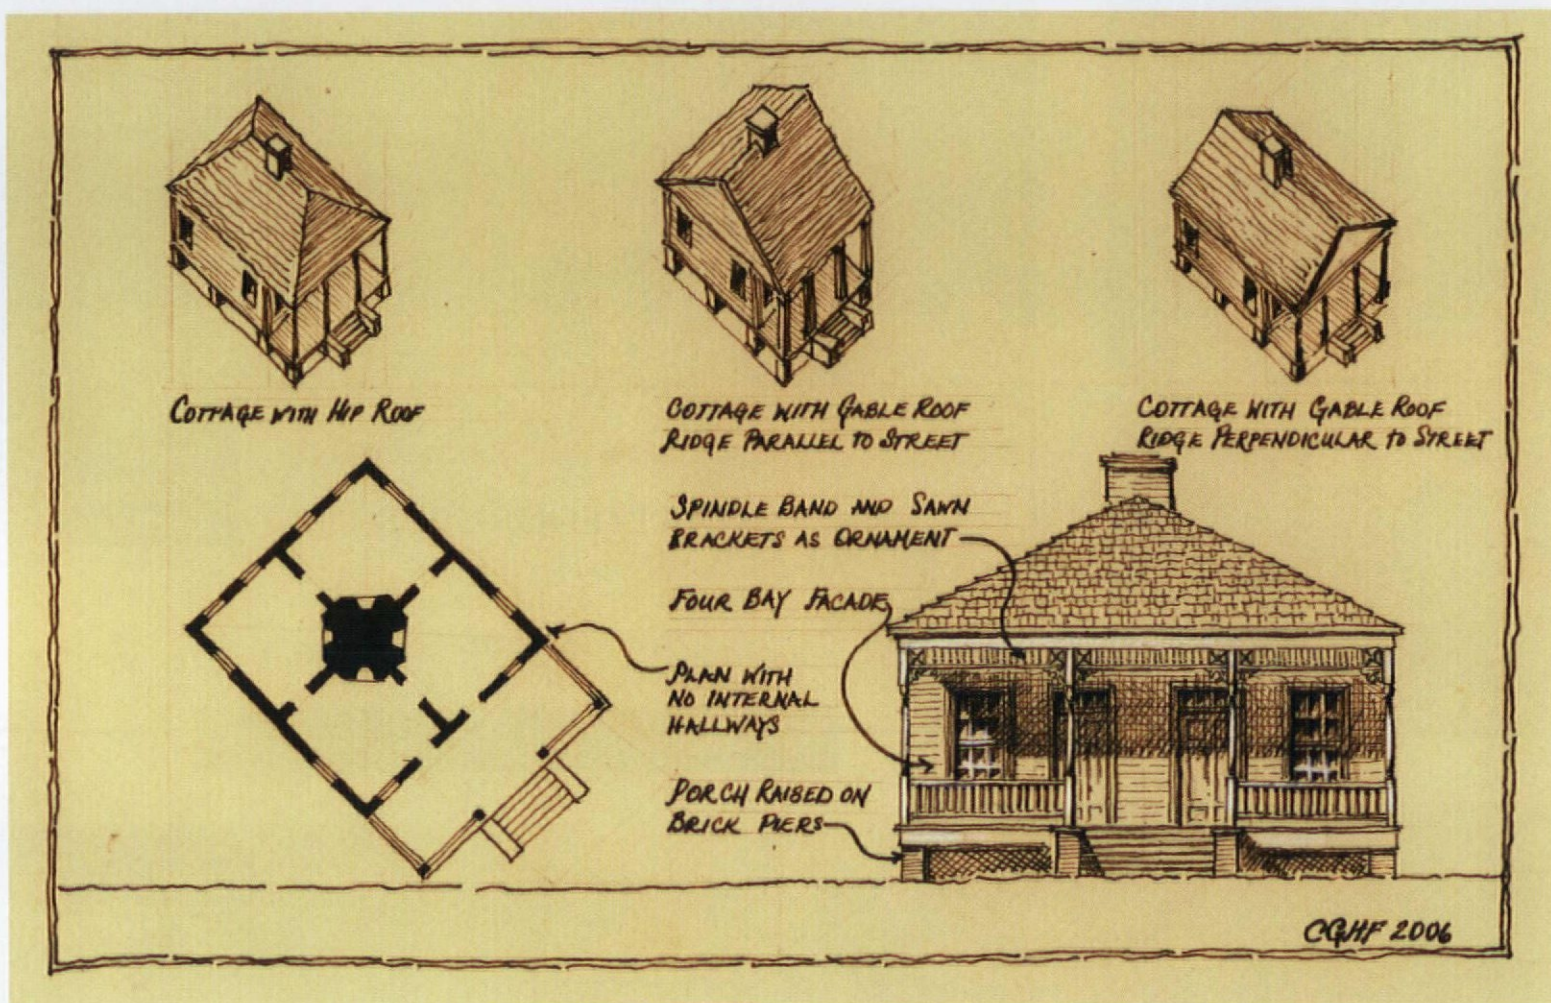 COTTAGE WITH HIP ROOF
COTTAGE WITH GABLE ROOF
RIDGE PARALLEL TO STREET
COTTAGE WITH GABLE ROOF
RIDGE PERPENDICULAR TO STREET
SPINDLE BAND AND SAWN
BRACKETS AS ORNAMENT
FOUR BAY FACADE
PLAN WITH
NO INTERNAL
HALLWAYS
PORCH RAISED ON
BRICK PIERS
CGHF 2006